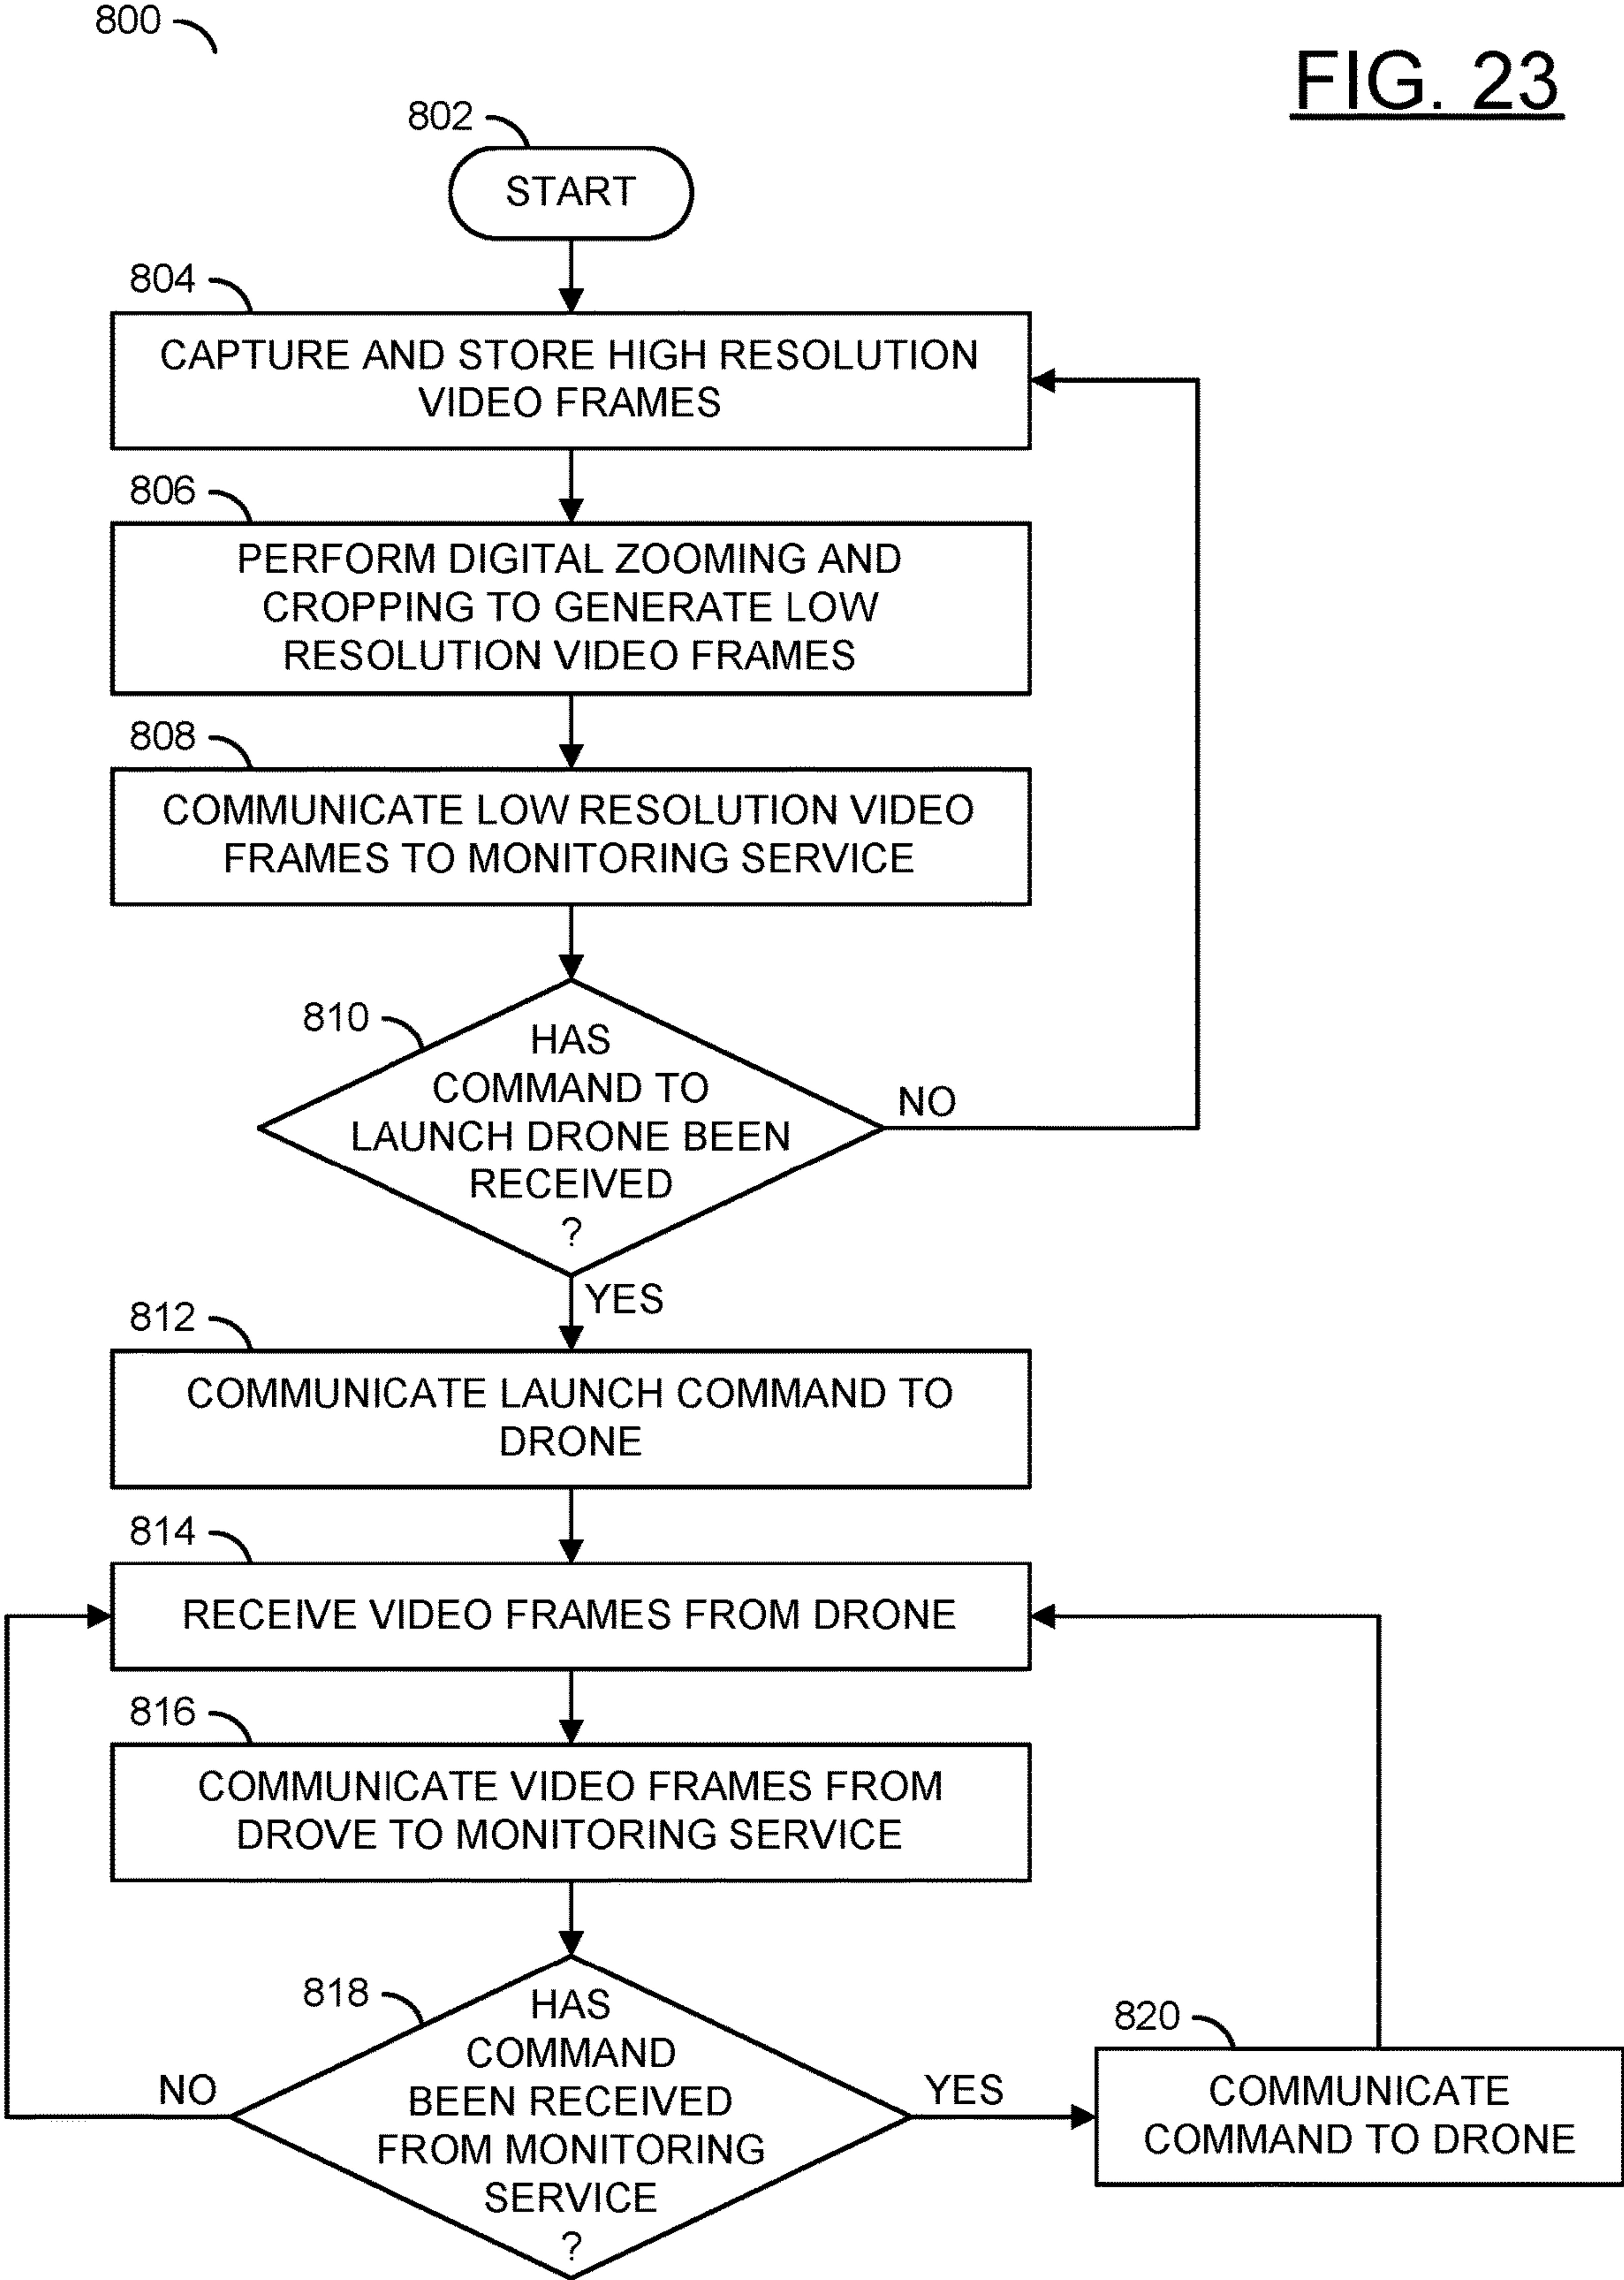 800
FIG. 23
802
START
804
CAPTURE AND STORE HIGH RESOLUTION
VIDEO FRAMES
806
PERFORM DIGITAL ZOOMING AND
CROPPING TO GENERATE LOW
RESOLUTION VIDEO FRAMES
808
COMMUNICATE LOW RESOLUTION VIDEO
FRAMES TO MONITORING SERVICE
810
HAS
COMMAND TO
LAUNCH DRONE BEEN
RECEIVED
?
NO
YES
812
COMMUNICATE LAUNCH COMMAND TO
DRONE
814
RECEIVE VIDEO FRAMES FROM DRONE
816
COMMUNICATE VIDEO FRAMES FROM
DROVE TO MONITORING SERVICE
818
HAS
COMMAND
BEEN RECEIVED
FROM MONITORING
SERVICE
?
NO
YES
820
COMMUNICATE
COMMAND TO DRONE